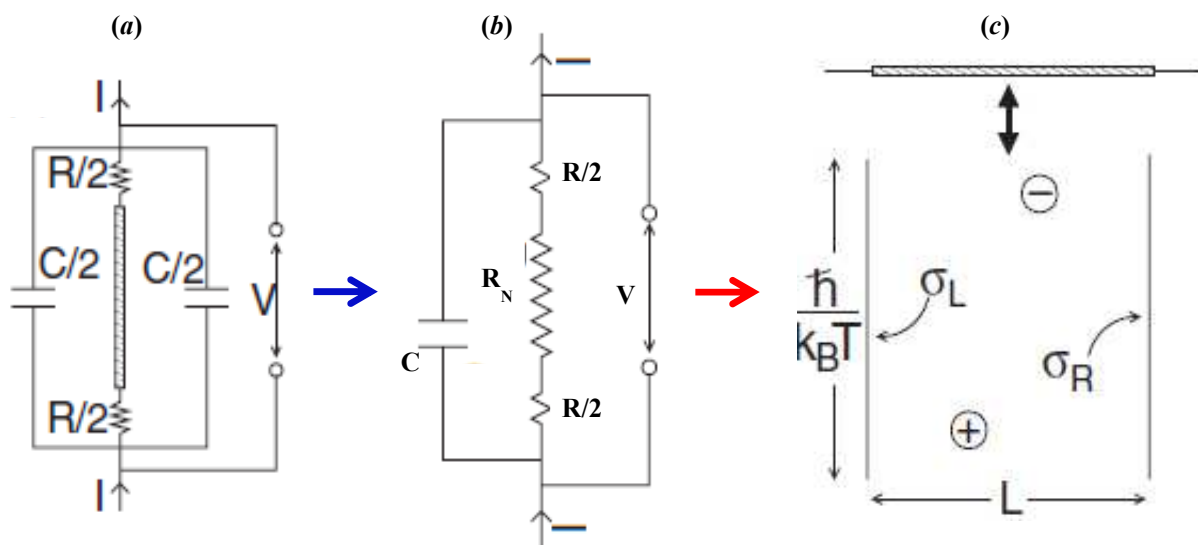 (a)
I
R/2
C/2
C/2
V
R/2
I
(b)
R/2
R_N
V
C
R/2
(c)
−
ħ
k_BT
σ_L
σ_R
+
L